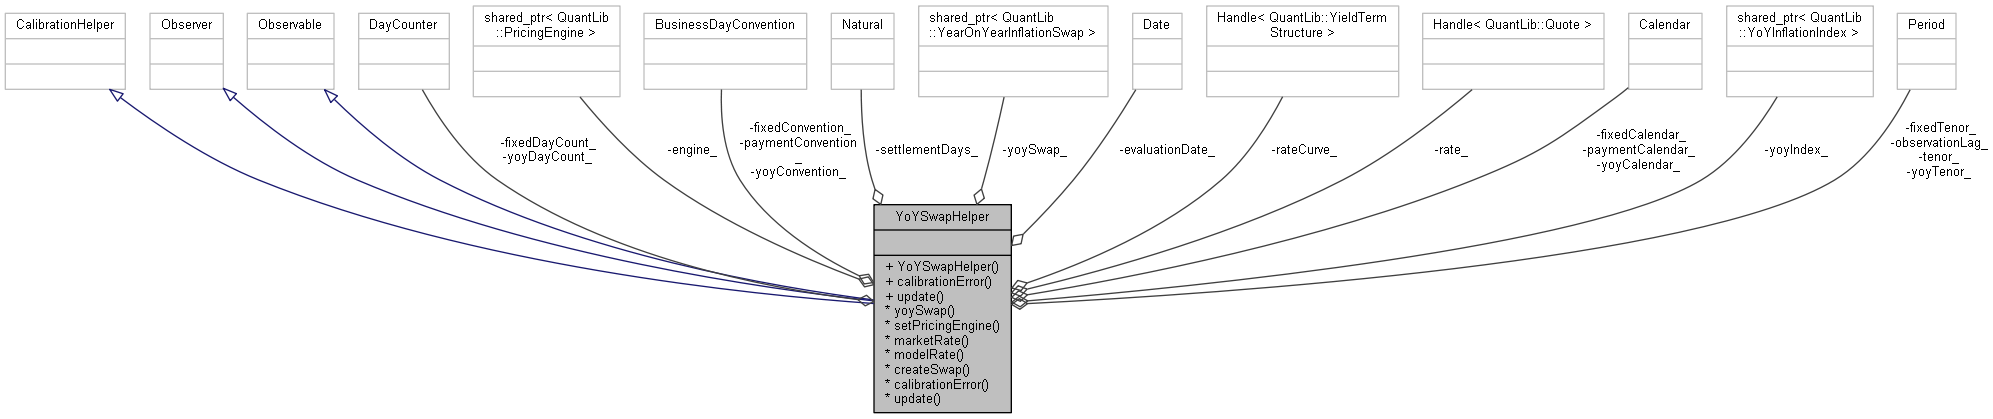 CalibrationHelper
Observer
Observable
DayCounter
shared_ptr< QuantLib
::PricingEngine >
BusinessDayConvention
Natural
shared_ptr< QuantLib
::YearOnYearInflationSwap >
Date
Handle< QuantLib::YieldTerm
Structure >
Handle< QuantLib::Quote >
Calendar
shared_ptr< QuantLib
::YoYInflationIndex >
Period
-fixedDayCount_
-yoyDayCount_
-engine_
-fixedConvention_
-paymentConvention
_
-yoyConvention_
-settlementDays_
-yoySwap_
-evaluationDate_
-rateCurve_
-rate_
-fixedCalendar_
-paymentCalendar_
-yoyCalendar_
-yoyIndex_
-fixedTenor_
-observationLag_
-tenor_
-yoyTenor_
YoYSwapHelper
+ YoYSwapHelper()
+ calibrationError()
+ update()
* yoySwap()
* setPricingEngine()
* marketRate()
* modelRate()
* createSwap()
* calibrationError()
* update()